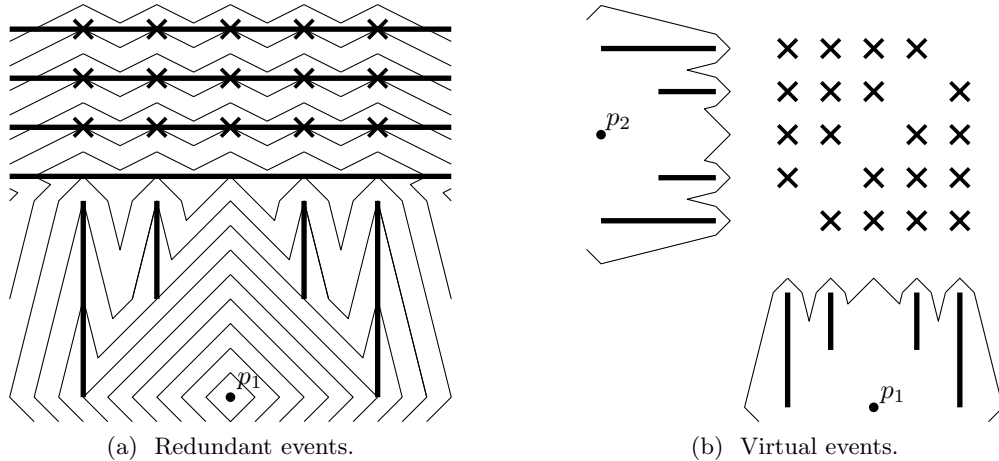 p₂
p₁
p₁
(a) Redundant events.
(b) Virtual events.